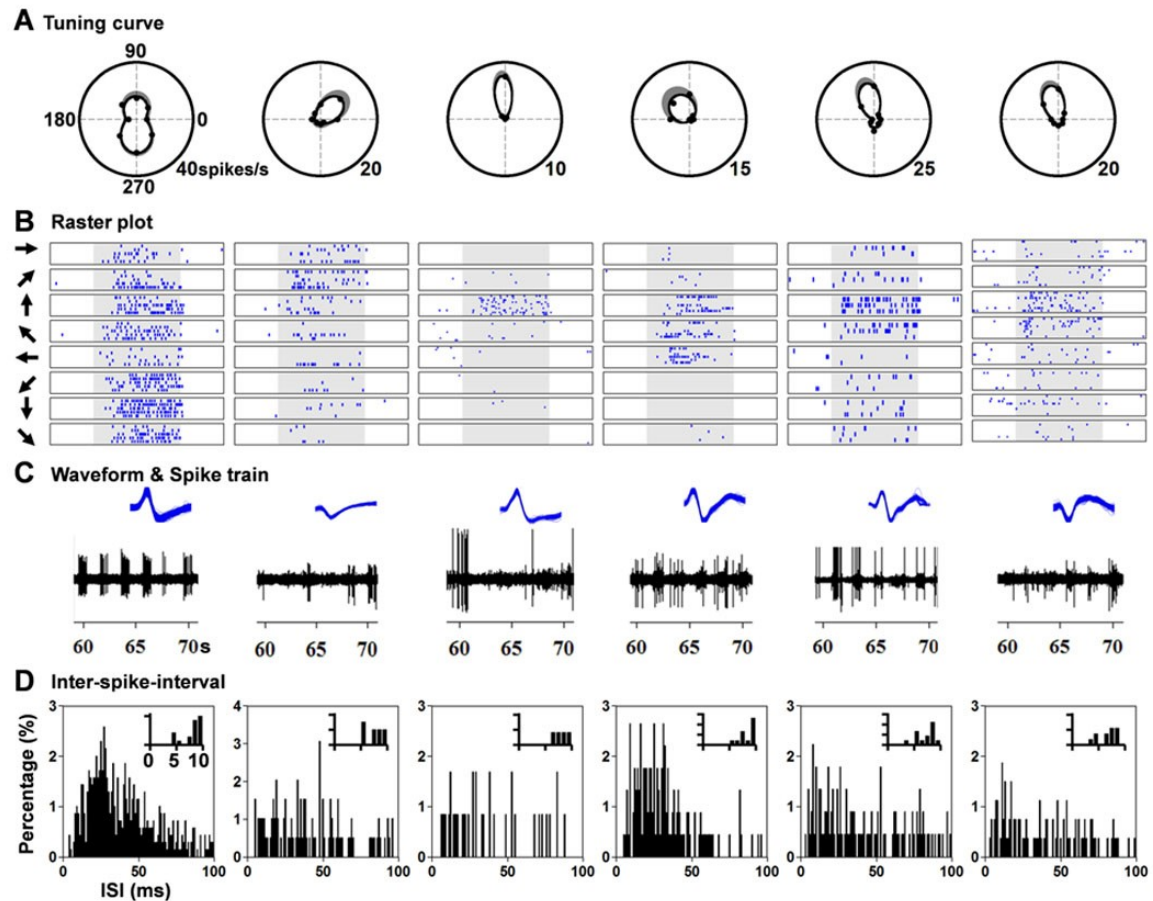 A Tuning curve
90
180 0
270 40spikes/s 20 10 15 25 20
B Raster plot
C Waveform & Spike train
60 65 70s 60 65 70 60 65 70 60 65 70 60 65 70 60 65 70
D Inter-spike-interval
Percentage (%)
3 4 3 3 3 3
3
2 2 2 2 2 2
1 1 1 1 1 1
0 0 0 0 0 0
0 5 10
0 50 100 0 50 100 0 50 100 0 50 100 0 50 100 0 50 100
ISI (ms)